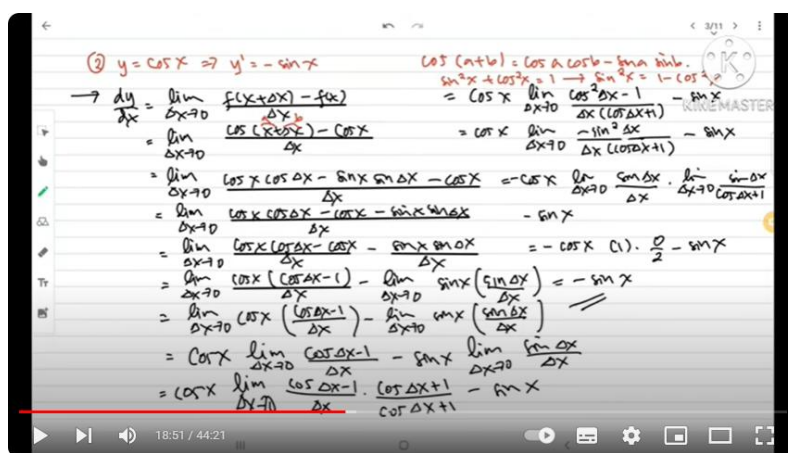 3/11
② y = cos x ⇒ y' = - sin x
cos (a+b) = cos a cos b - sin a sin b.
sin²x + cos²x = 1 → sin²x = 1 - cos²x
K
KINEMASTER
→ dy/dx = lim Δx→0 f(x+Δx) - f(x) / Δx
a b
= lim Δx→0 cos (x+Δx) - cos x / Δx
= lim Δx→0 cos x cos Δx - sin x sin Δx - cos x / Δx
= lim Δx→0 cos x cos Δx - cos x - sin x sin Δx / Δx
= lim Δx→0 cos x cos Δx - cos x / Δx - sin x sin Δx / Δx
= lim Δx→0 cos x (cos Δx - 1) / Δx - lim Δx→0 sin x (sin Δx / Δx)
= lim Δx→0 cos x (cos Δx - 1 / Δx) - lim Δx→0 sin x (sin Δx / Δx)
= cos x lim Δx→0 cos Δx - 1 / Δx - sin x lim Δx→0 sin Δx / Δx
= cos x lim Δx→0 cos Δx - 1 / Δx · cos Δx + 1 / cos Δx + 1 - sin x
= cos x lim Δx→0 cos²Δx - 1 / Δx (cos Δx + 1) - sin x
= cos x lim Δx→0 - sin²Δx / Δx (cos Δx + 1) - sin x
= - cos x lim Δx→0 sin Δx / Δx · lim Δx→0 sin Δx / cos Δx + 1
- sin x
= - cos x (1) · 0/2 - sin x
= - sin x
Tr
18:51 / 44:21